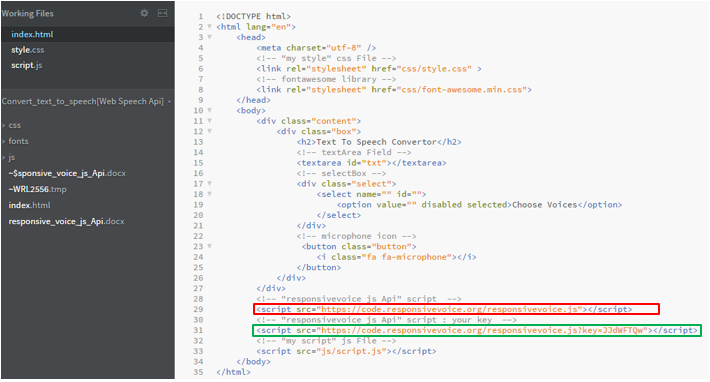 Working Files
index.html
style.css
script.js
Convert_text_to_speech[Web Speech Api]
css
fonts
js
~$sponsive_voice_js_Api.docx
~WRL2556.tmp
index.html
responsive_voice_js_Api.docx
1 <!DOCTYPE html>
2 <html lang="en">
3 <head>
4 <meta charset="utf-8" />
5 <!-- "my style" css File -->
6 <link rel="stylesheet" href="css/style.css" >
7 <!-- fontawesome library -->
8 <link rel="stylesheet" href="css/font-awesome.min.css">
9 </head>
10 <body>
11 <div class="content">
12 <div class="box">
13 <h2>Text To Speech Convertor</h2>
14 <!-- textArea Field -->
15 <textarea id="txt"></textarea>
16 <!-- selectBox -->
17 <div class="select">
18 <select name="" id="">
19 <option value="" disabled selected>Choose Voices</option>
20 </select>
21 </div>
22 <!-- microphone icon -->
23 <button class="button">
24 <i class="fa fa-microphone"></i>
25 </button>
26 </div>
27 </div>
28 <!-- "responsivevoice js Api" script  -->
29 <script src="https://code.responsivevoice.org/responsivevoice.js"></script>
30 <!-- "responsivevoice js Api" script : your key  -->
31 <script src="https://code.responsivevoice.org/responsivevoice.js?key=JJdWFTQw"></script>
32 <!-- "my script" js File -->
33 <script src="js/script.js"></script>
34 </body>
35 </html>